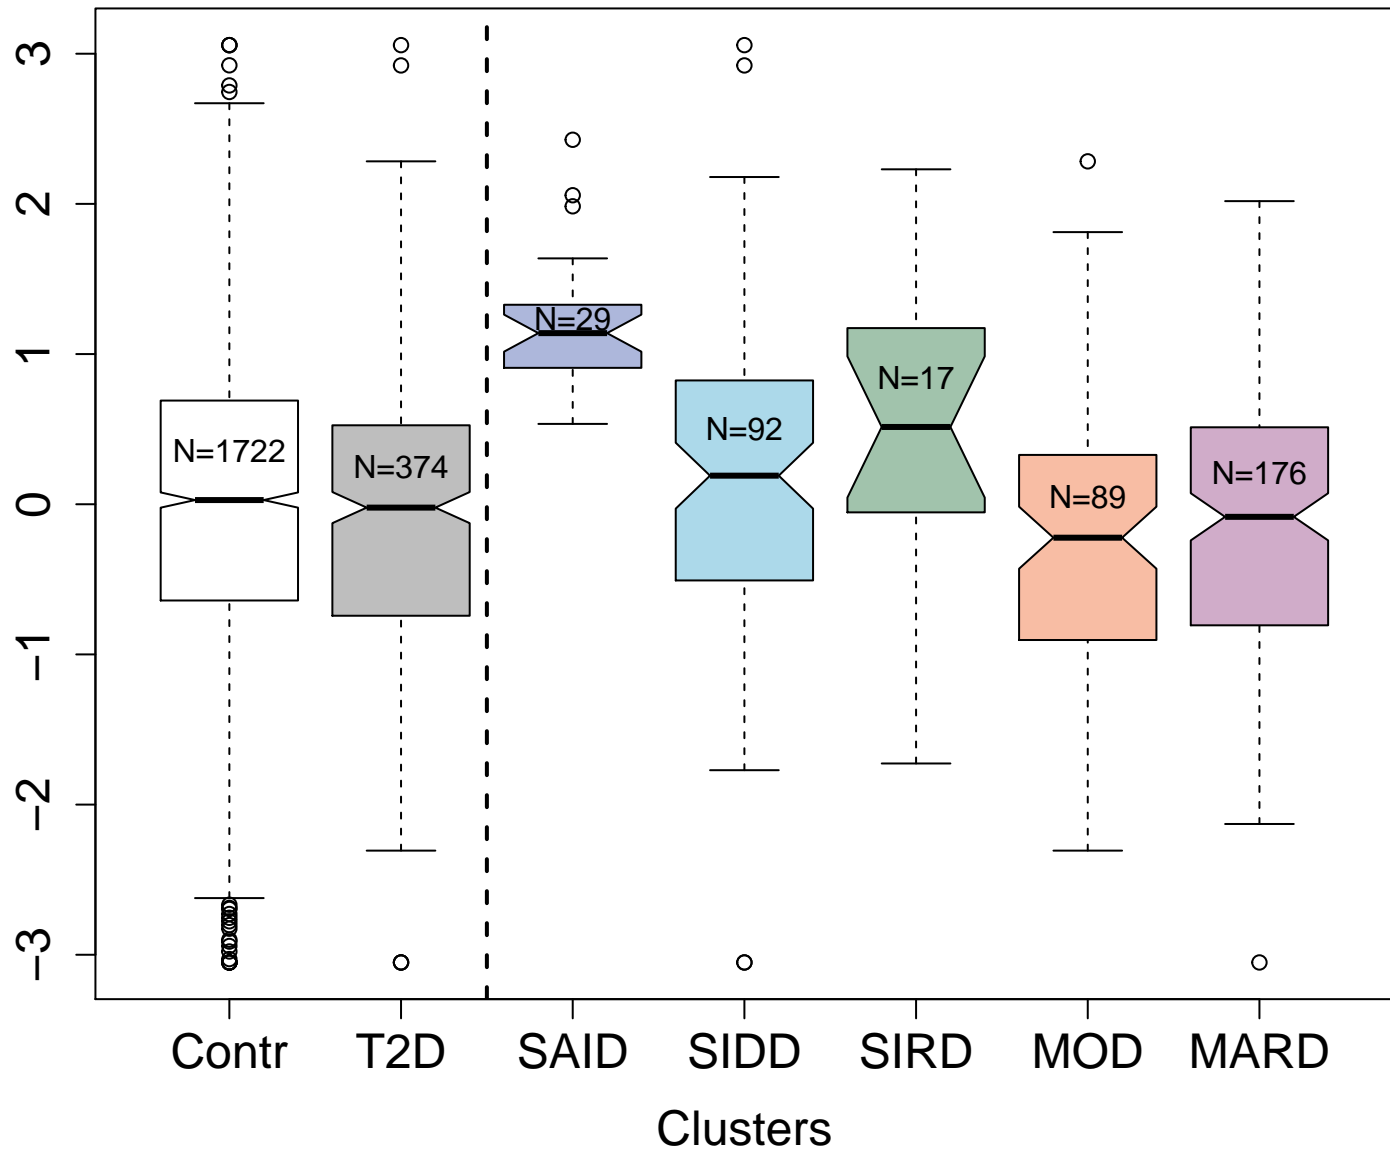 3
2
1
0
−1
−2
−3
N=1722
N=374
N=29
N=92
N=17
N=89
N=176
Contr T2D SAID SIDD SIRD MOD MARD
Clusters